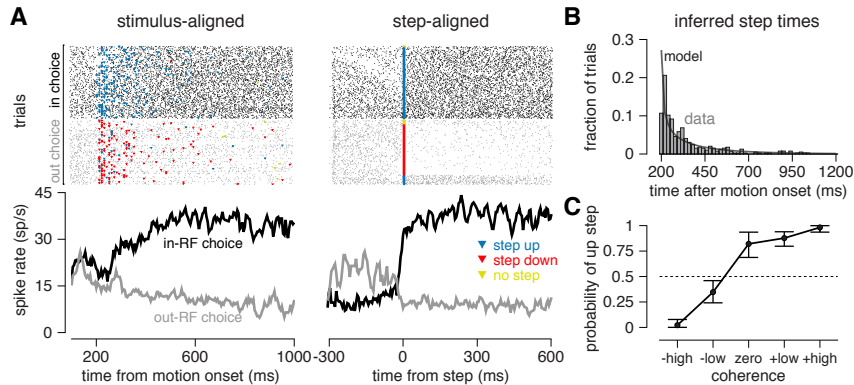 A
stimulus-aligned
step-aligned
trials
in choice
out choice
spike rate (sp/s)
45
30
15
0
in-RF choice
out-RF choice
200
600
1000
time from motion onset (ms)
step up
step down
no step
-300
0
300
600
time from step (ms)
B
inferred step times
fraction of trials
0.3
0.2
0.1
0
model
data
200
450
700
950
1200
time after motion onset (ms)
C
probability of up step
1
0.75
0.5
0.25
0
-high
-low
zero
+low
+high
coherence